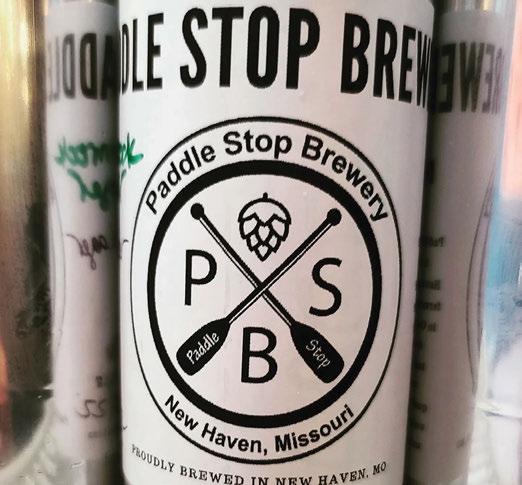 DLE STOP BREW
Paddle Stop Brewery
P
S
B
Paddle
Stop
New Haven, Missouri
PROUDLY BREWED IN NEW HAVEN, MO